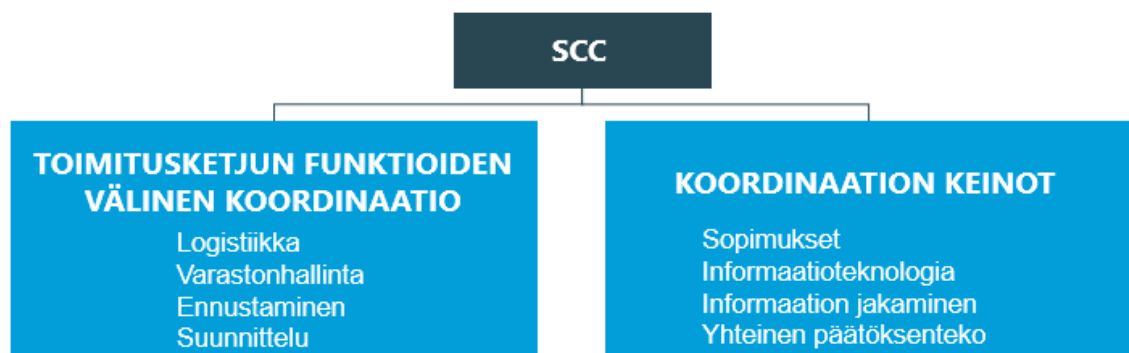 SCC
TOIMITUSKETJUN FUNKTIOIDEN
VÄLINEN KOORDINAATIO
Logistiikka
Varastonhallinta
Ennustaminen
Suunnittelu
KOORDINAATION KEINOT
Sopimukset
Informaatioteknologia
Informaation jakaminen
Yhteinen päätöksenteko